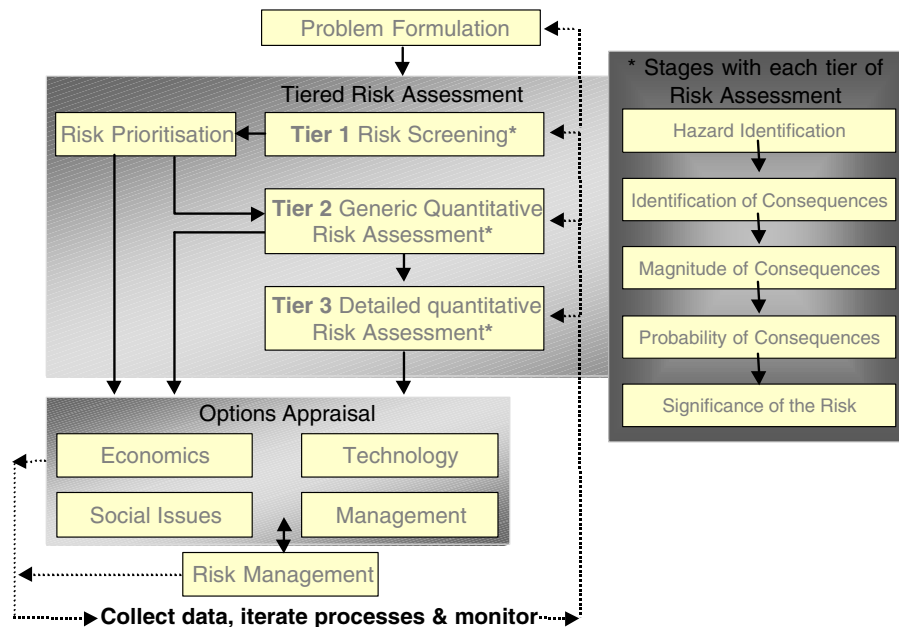 Problem Formulation
Tiered Risk Assessment
Risk Prioritisation
Tier 1 Risk Screening*
Tier 2 Generic Quantitative
Risk Assessment*
Tier 3 Detailed quantitative
Risk Assessment*
Options Appraisal
Economics
Technology
Social Issues
Management
Risk Management
Collect data, iterate processes & monitor
* Stages with each tier of
Risk Assessment
Hazard Identification
Identification of Consequences
Magnitude of Consequences
Probability of Consequences
Significance of the Risk